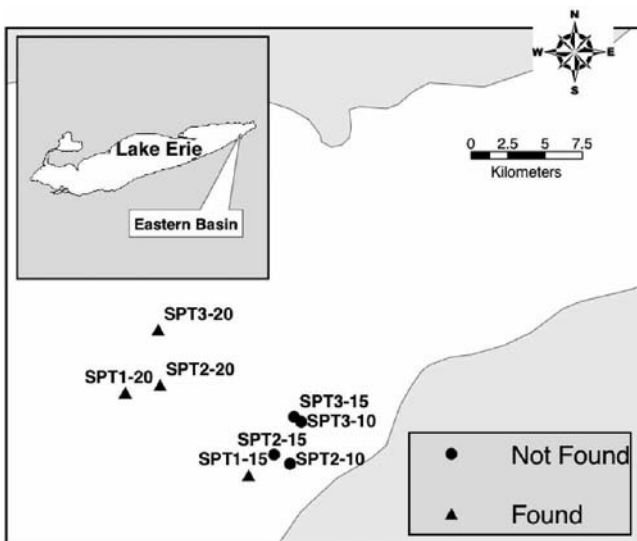 N
W E
S
Lake Erie
Eastern Basin
0 2.5 5 7.5
Kilometers
SPT3-20
SPT2-20
SPT1-20
SPT3-15
SPT3-10
SPT2-15
SPT1-15 SPT2-10
Not Found
Found